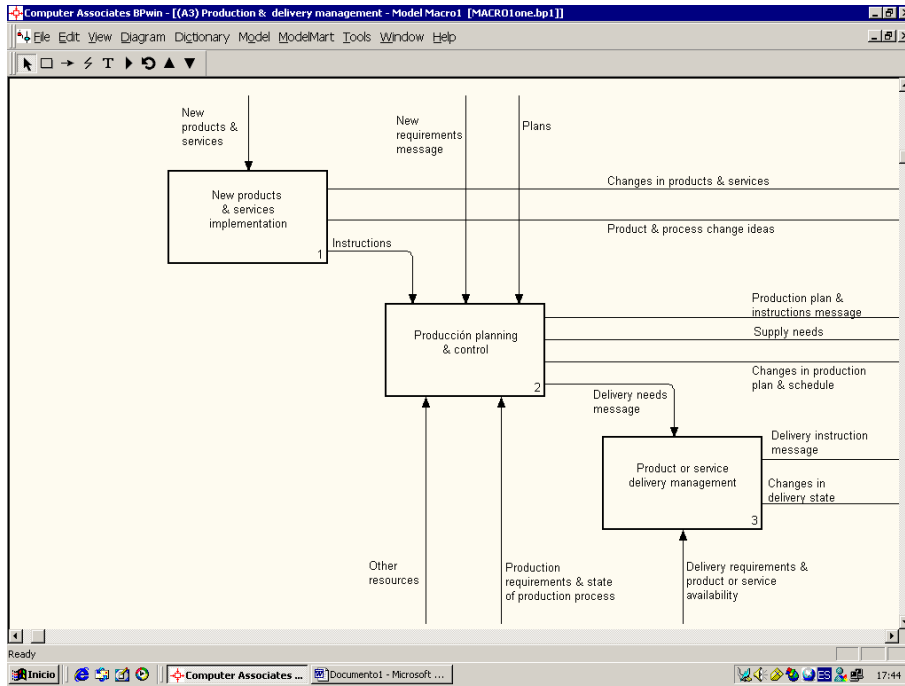 Computer Associates BPwin - [(A3) Production & delivery management - Model Macro1 [MACRO1one.bp1]]
File Edit View Diagram Dictionary Model ModelMart Tools Window Help
T
New
products &
services
New
requirements
message
Plans
New products
& services
implementation
1
Changes in products & services
Product & process change ideas
Instructions
Producción planning
& control
2
Production plan &
instructions message
Supply needs
Changes in production
plan & schedule
Delivery needs
message
Product or service
delivery management
3
Delivery instruction
message
Changes in
delivery state
Other
resources
Production
requirements & state
of production process
Delivery requirements &
product or service
availability
Ready
Inicio
Computer Associates ...
Documento1 - Microsoft ...
ES
17:44